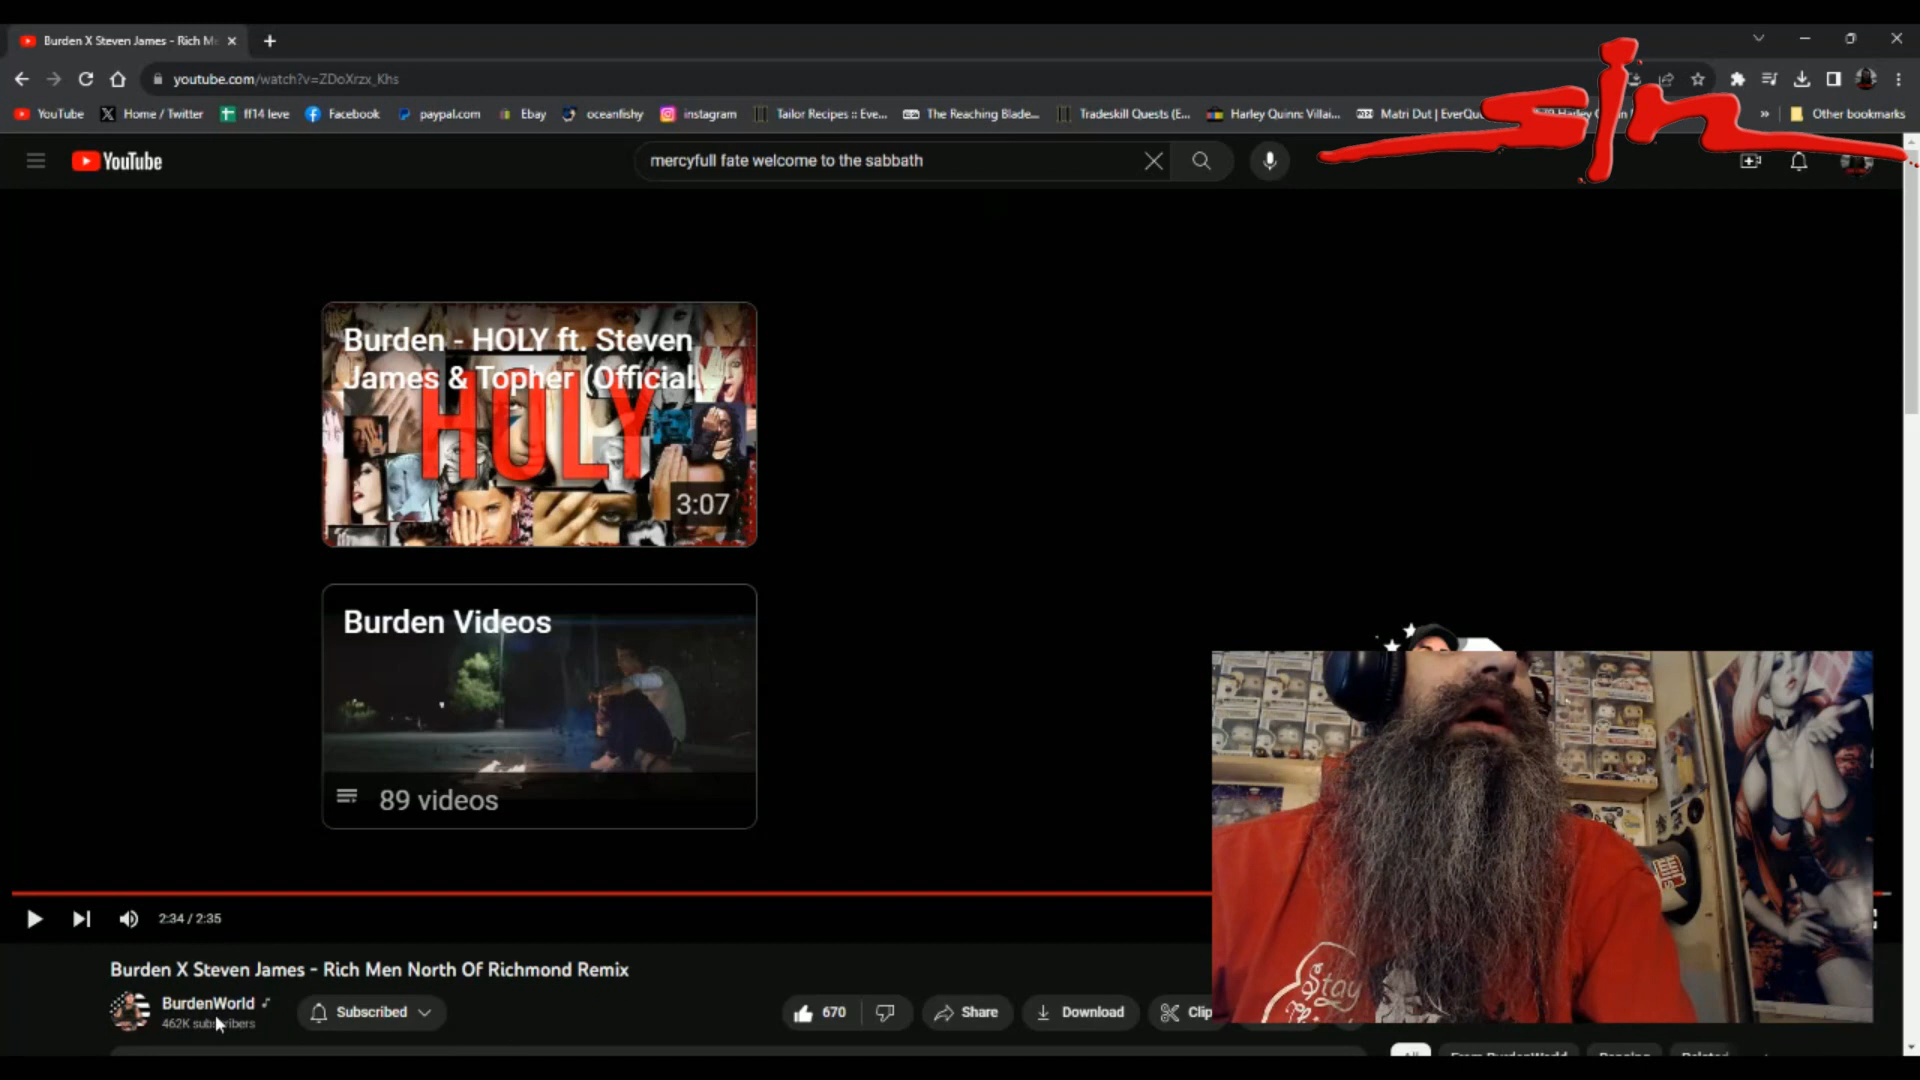 Burden X Steven James - Rich M
youtube.com/watch?v=ZDoXrzx_Khs
YouTube
Home / Twitter
ff14 leve
Facebook
paypal.com
Ebay
oceanfishy
instagram
Tailor Recipes :: Eve...
The Reaching Blade...
Tradeskill Quests (E...
Harley Quinn: Villai...
Matri Dut | EverQu
Other bookmarks
sin
YouTube
mercyfull fate welcome to the sabbath
Burden - HOLY ft. Steven
James & Topher (Official
HOLY
3:07
Burden Videos
89 videos
2:34 / 2:35
Burden X Steven James - Rich Men North Of Richmond Remix
BurdenWorld
462K subscribers
Subscribed
670
Share
Download
Clip
Stay